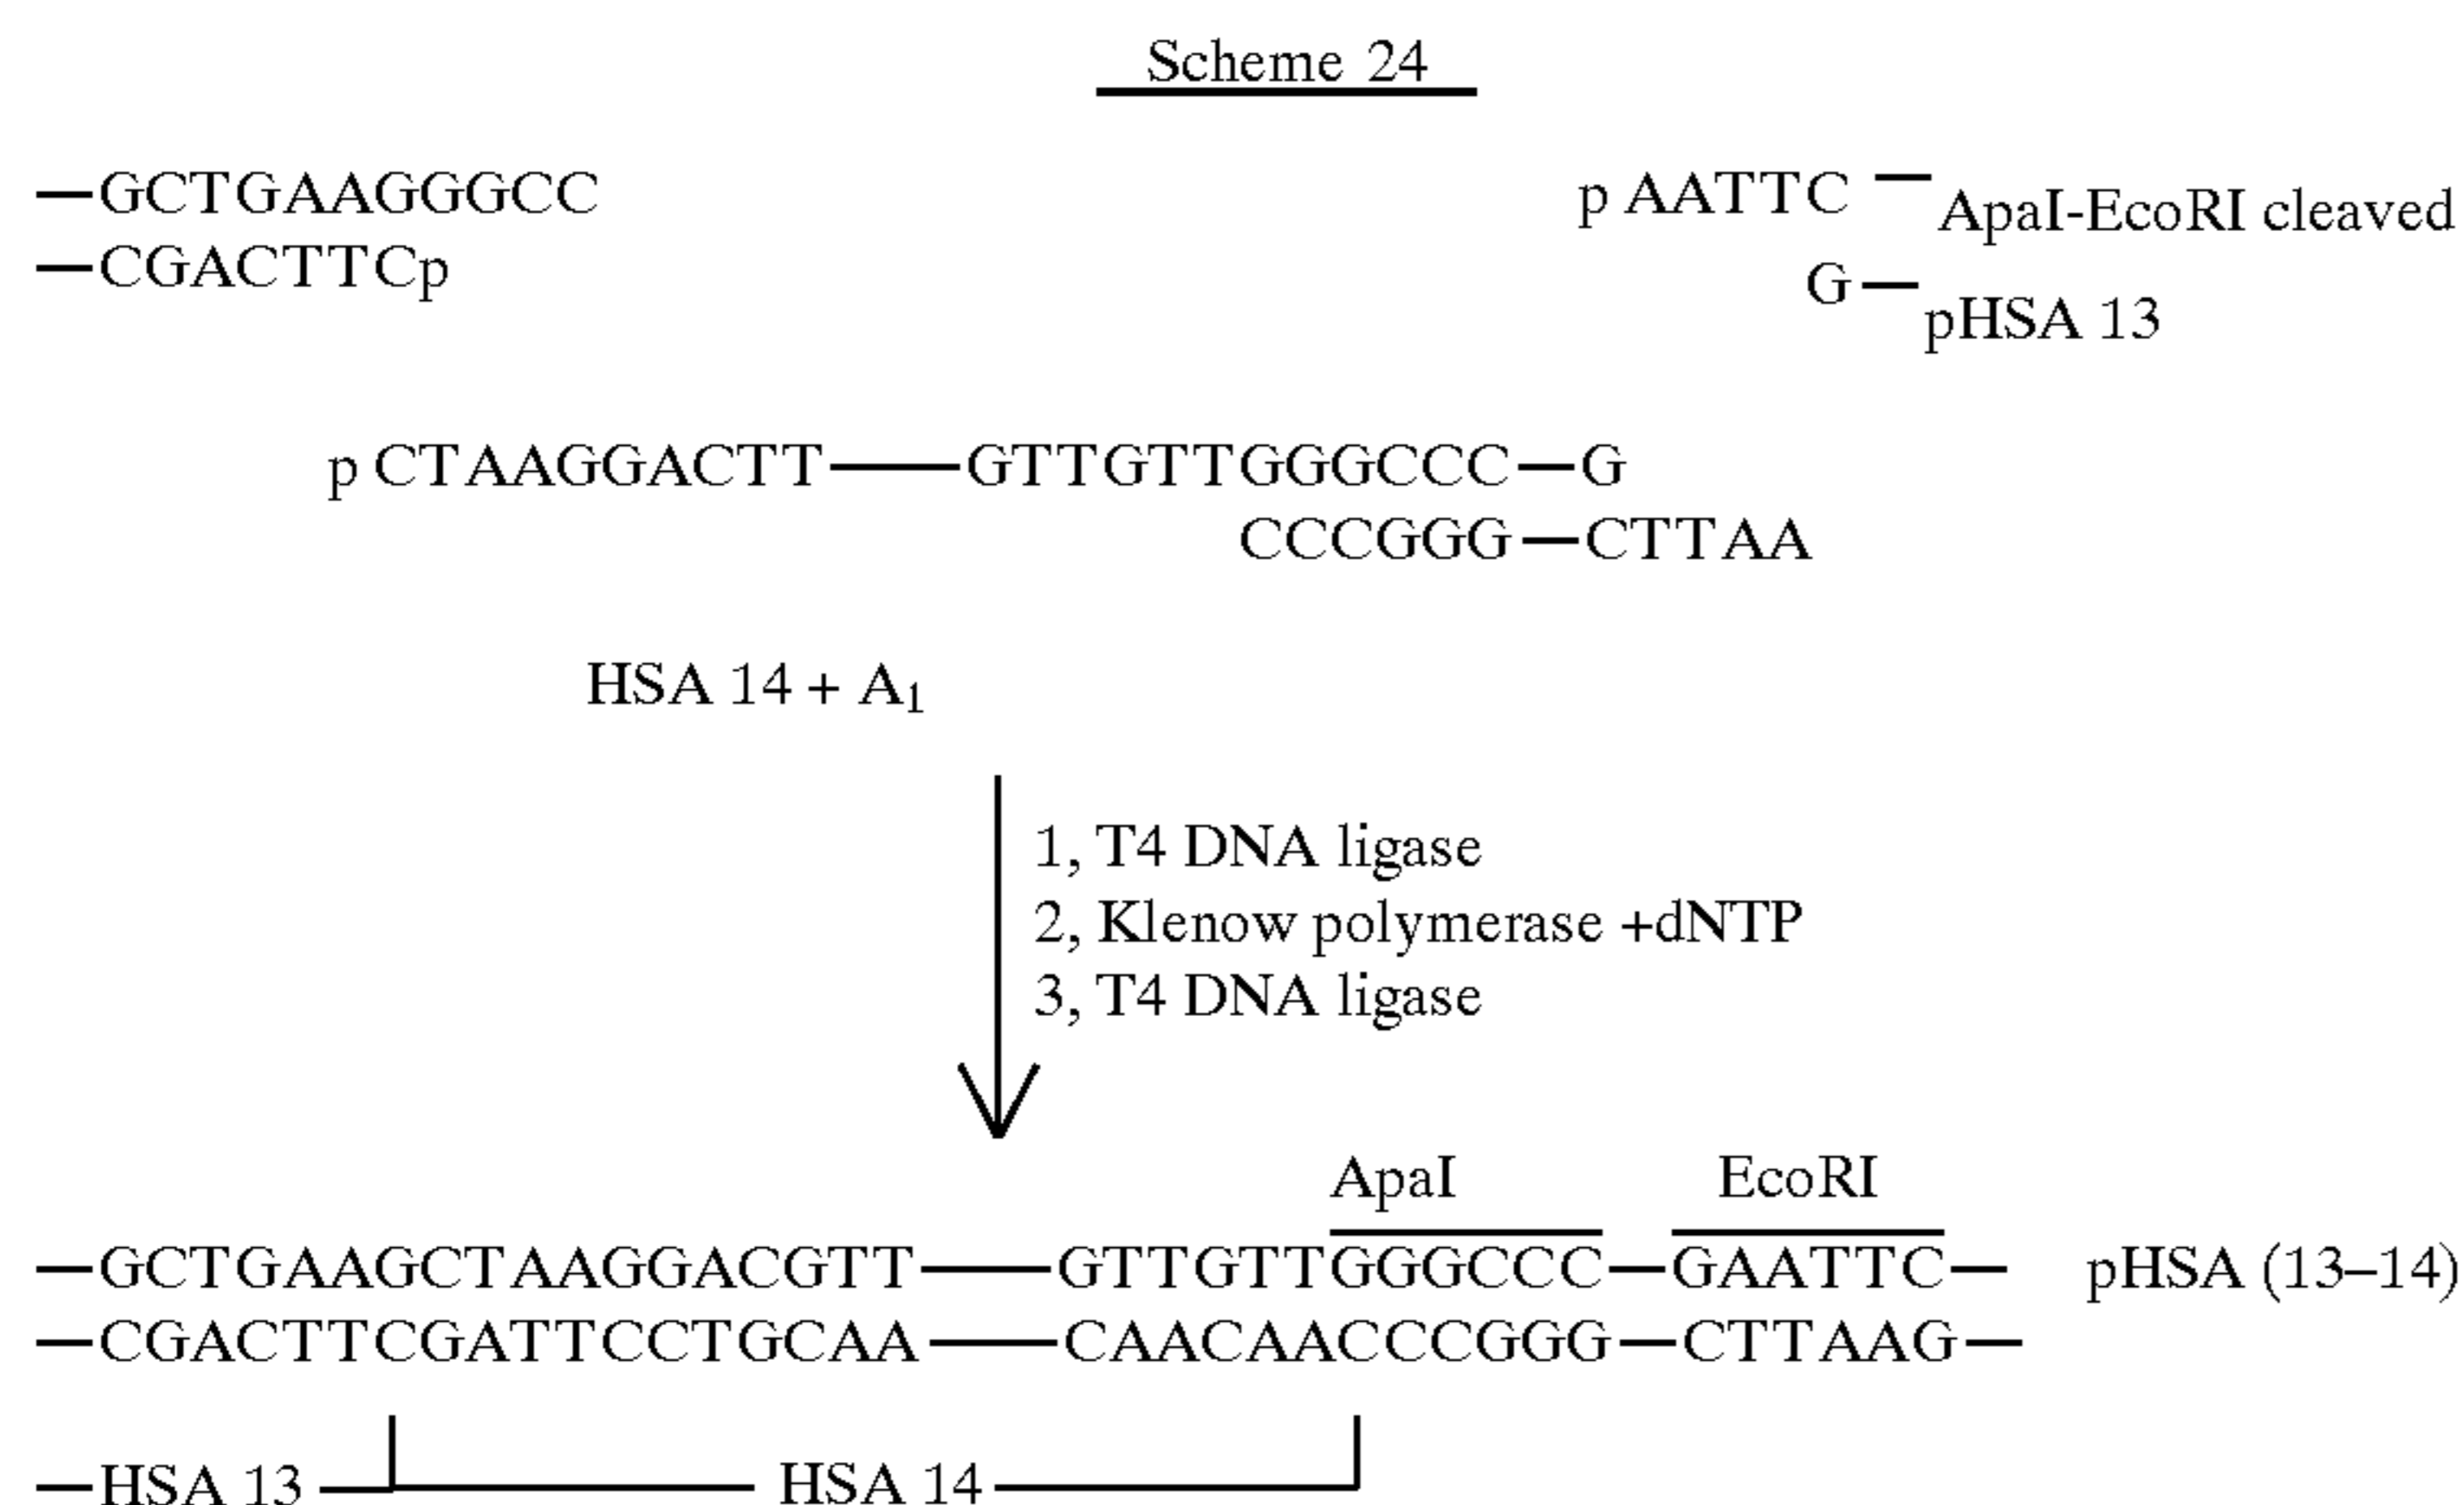 Scheme 24
—GCTGAAGGGCC p AATTC — ApaI-EcoRI cleaved
—CGACTTCp G— pHSA 13
p CTAAGGACTT——GTTGTTGGGCCC—G
CCCGGG—CTTAA
HSA 14 + A1
1, T4 DNA ligase
2, Klenow polymerase +dNTP
3, T4 DNA ligase
ApaI EcoRI
—GCTGAAGCTAAGGACGTT——GTTGTTGGGCCC—GAATTC— pHSA (13–14)
—CGACTTCGATTCCTGCAA——CAACAACCCGGG—CTTAAG—
—HSA 13 — HSA 14